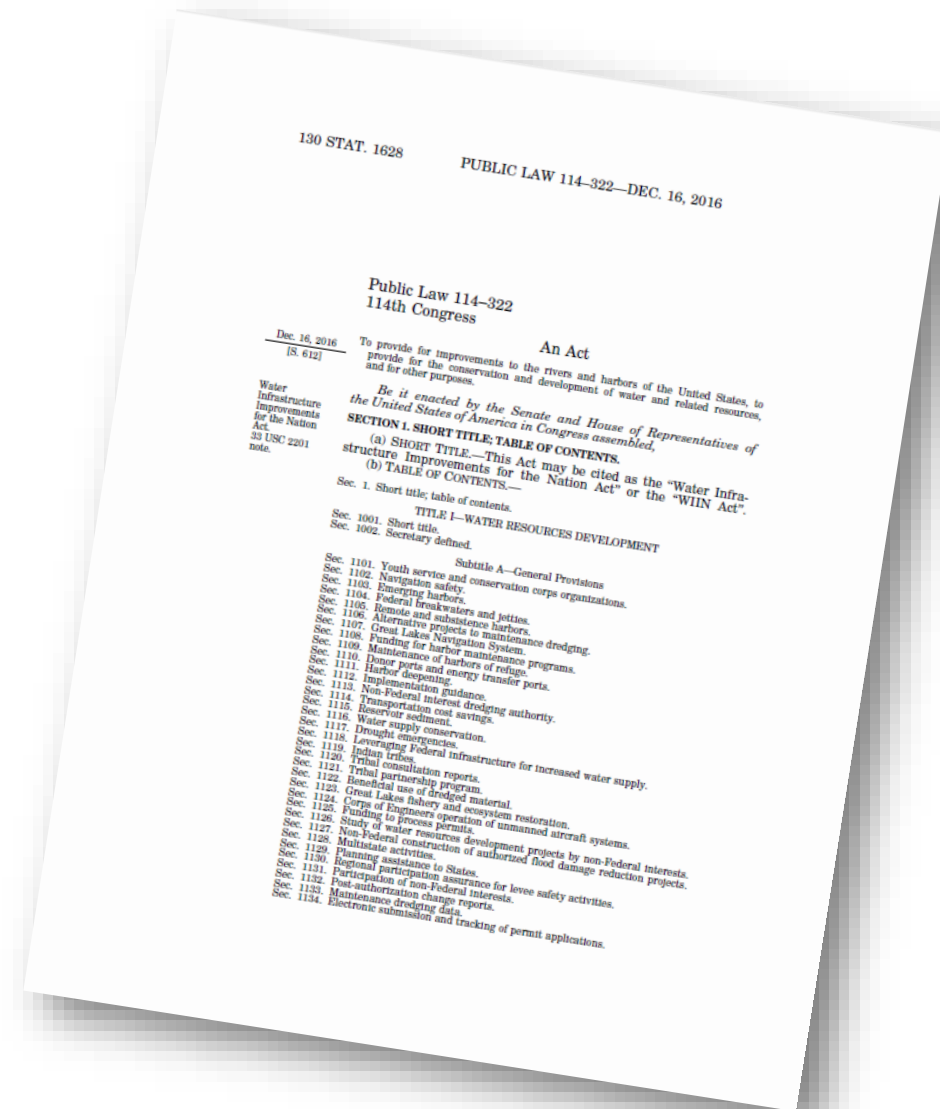 130 STAT. 1628
PUBLIC LAW 114–322—DEC. 16, 2016
Public Law 114–322
114th Congress
An Act
Dec. 16, 2016
[S. 612]
To provide for improvements to the rivers and harbors of the United States, to
provide for the conservation and development of water and related resources,
and for other purposes.
Water
Infrastructure
Improvements
for the Nation
Act.
33 USC 2201
note.
Be it enacted by the Senate and House of Representatives of
the United States of America in Congress assembled,
SECTION 1. SHORT TITLE; TABLE OF CONTENTS.
(a) SHORT TITLE.—This Act may be cited as the “Water Infra-
structure Improvements for the Nation Act” or the “WIIN Act”.
(b) TABLE OF CONTENTS.—
Sec. 1. Short title; table of contents.
TITLE I—WATER RESOURCES DEVELOPMENT
Sec. 1001. Short title.
Sec. 1002. Secretary defined.
Subtitle A—General Provisions
Sec. 1101. Youth service and conservation corps organizations.
Sec. 1102. Navigation safety.
Sec. 1103. Emerging harbors.
Sec. 1104. Federal breakwaters and jetties.
Sec. 1105. Remote and subsistence harbors.
Sec. 1106. Alternative projects to maintenance dredging.
Sec. 1107. Great Lakes Navigation System.
Sec. 1108. Funding for harbor maintenance programs.
Sec. 1109. Maintenance of harbors of refuge.
Sec. 1110. Donor ports and energy transfer ports.
Sec. 1111. Harbor deepening.
Sec. 1112. Implementation guidance.
Sec. 1113. Non-Federal interest dredging authority.
Sec. 1114. Transportation cost savings.
Sec. 1115. Reservoir sediment.
Sec. 1116. Water supply conservation.
Sec. 1117. Drought emergencies.
Sec. 1118. Leveraging Federal infrastructure for increased water supply.
Sec. 1119. Indian tribes.
Sec. 1120. Tribal consultation reports.
Sec. 1121. Tribal partnership program.
Sec. 1122. Beneficial use of dredged material.
Sec. 1123. Great Lakes fishery and ecosystem restoration.
Sec. 1124. Corps of Engineers operation of unmanned aircraft systems.
Sec. 1125. Funding to process permits.
Sec. 1126. Study of water resources development projects by non-Federal interests.
Sec. 1127. Non-Federal construction of authorized flood damage reduction projects.
Sec. 1128. Multistate activities.
Sec. 1129. Planning assistance to States.
Sec. 1130. Regional participation assurance for levee safety activities.
Sec. 1131. Participation of non-Federal interests.
Sec. 1132. Post-authorization change reports.
Sec. 1133. Maintenance dredging data.
Sec. 1134. Electronic submission and tracking of permit applications.